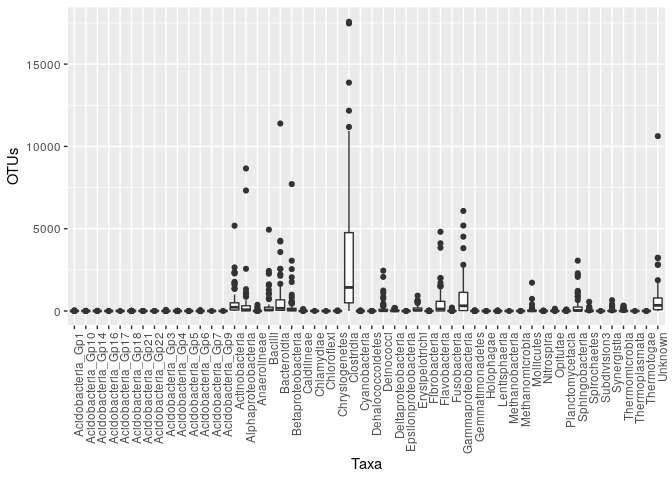 OTUs
15000
10000
5000
0
Acidobacteria_Gp1
Acidobacteria_Gp10
Acidobacteria_Gp14
Acidobacteria_Gp16
Acidobacteria_Gp17
Acidobacteria_Gp18
Acidobacteria_Gp21
Acidobacteria_Gp22
Acidobacteria_Gp3
Acidobacteria_Gp4
Acidobacteria_Gp5
Acidobacteria_Gp6
Acidobacteria_Gp7
Acidobacteria_Gp9
Actinobacteria
Alphaproteobacteria
Anaerolineae
Bacilli
Bacteroidia
Betaproteobacteria
Caldilineae
Chlamydiae
Chloroflexi
Chrysiogenetes
Clostridia
Cyanobacteria
Dehalococcoidetes
Deinococci
Deltaproteobacteria
Epsilonproteobacteria
Erysipelotrichi
Fibrobacteria
Flavobacteria
Fusobacteria
Gammaproteobacteria
Gemmatimonadetes
Holophagae
Lentisphaeria
Methanobacteria
Methanomicrobia
Mollicutes
Nitrospira
Opitutae
Planctomycetacia
Sphingobacteria
Spirochaetes
Subdivision3
Synergistia
Thermomicrobia
Thermoplasmata
Thermotogae
Unknown
Taxa